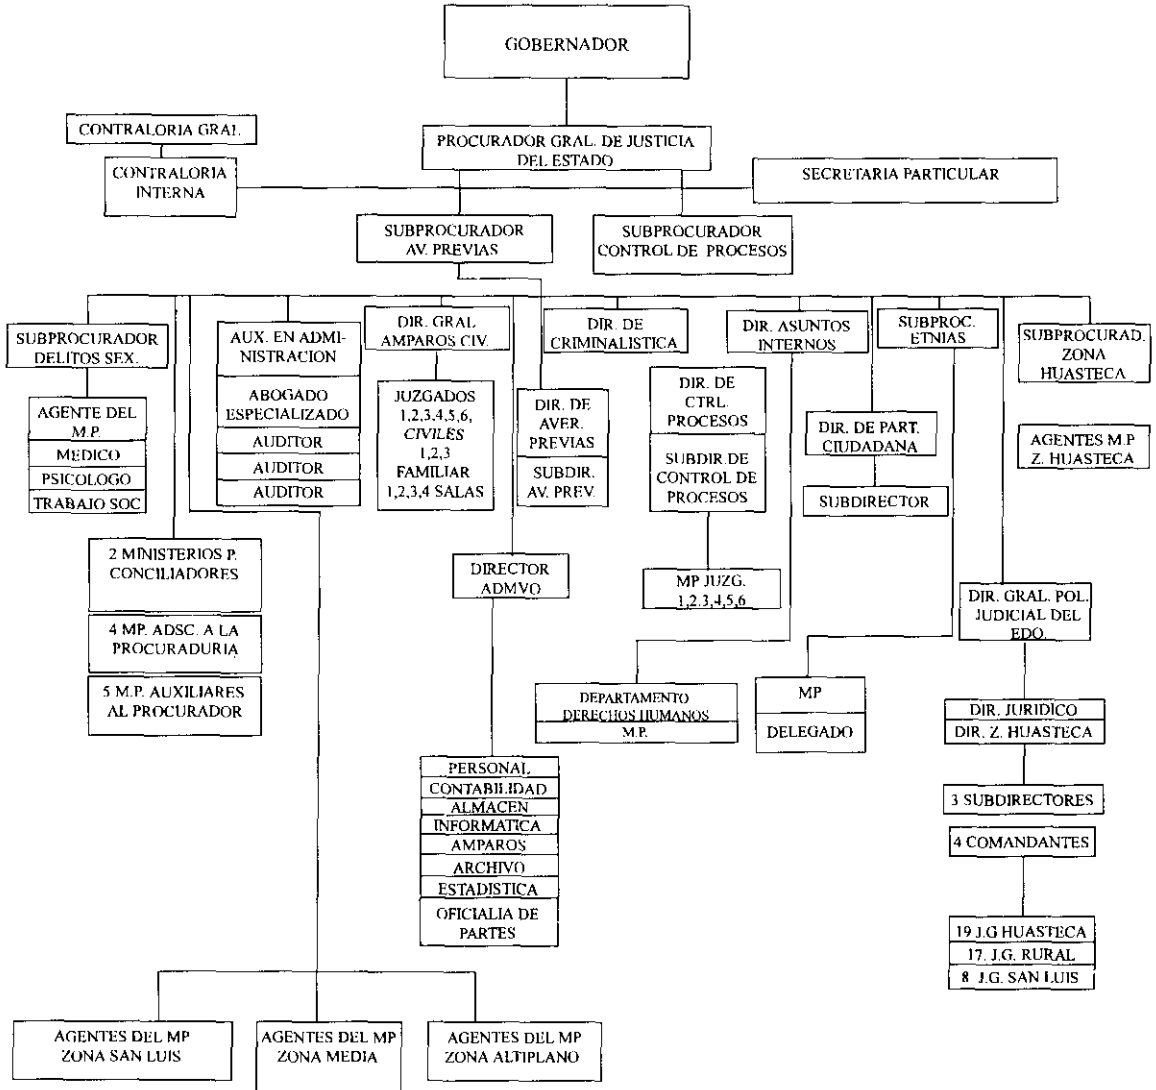 GOBERNADOR
CONTRALORIA GRAL
PROCURADOR GRAL. DE JUSTICIA
DEL ESTADO
CONTRALORIA
INTERNA
SECRETARIA PARTICULAR
SUBPROCURADOR
AV. PREVIAS
SUBPROCURADOR
CONTROL DE PROCESOS
SUBPROCURADOR
DELITOS SEX.
AGENTE DEL
M.P.
MEDICO
PSICOLOGO
TRABAJO SOC
AUX. EN ADMI-
NISTRACION
ABOGADO
ESPECIALIZADO
AUDITOR
AUDITOR
AUDITOR
DIR. GRAL
AMPAROS CIV.
JUZGADOS
1,2,3,4,5,6,
CIVILES
1,2,3
FAMILIAR
1,2,3,4 SALAS
DIR. DE
AVER.
PREVIAS
SUBDIR.
AV. PREV.
DIR. DE
CRIMINALISTICA
DIR. ASUNTOS
INTERNOS
DIR. DE
CTRL.
PROCESOS
SUBDIR. DE
CONTROL DE
PROCESOS
MP JUZG.
1,2.3,4,5,6
SUBPROC.
ETNIAS
DIR. DE PART.
CIUDADANA
SUBDIRECTOR
SUBPROCURAD.
ZONA
HUASTECA
AGENTES M.P
Z. HUASTECA
2 MINISTERIOS P.
CONCILIADORES
4 MP. ADSC. A LA
PROCURADURIA
5 M.P. AUXILIARES
AL PROCURADOR
DIRECTOR
ADMVO
PERSONAL
CONTABILIDAD
ALMACEN
INFORMATICA
AMPAROS
ARCHIVO
ESTADISTICA
OFICIALIA DE
PARTES
DEPARTAMENTO
DERECHOS HUMANOS
M.P.
MP
DELEGADO
DIR. GRAL. POL.
JUDICIAL DEL
EDO.
DIR. JURIDICO
DIR. Z. HUASTECA
3 SUBDIRECTORES
4 COMANDANTES
19 J.G HUASTECA
17. J.G. RURAL
8 J.G. SAN LUIS
AGENTES DEL MP
ZONA SAN LUIS
AGENTES DEL MP
ZONA MEDIA
AGENTES DEL MP
ZONA ALTIPLANO